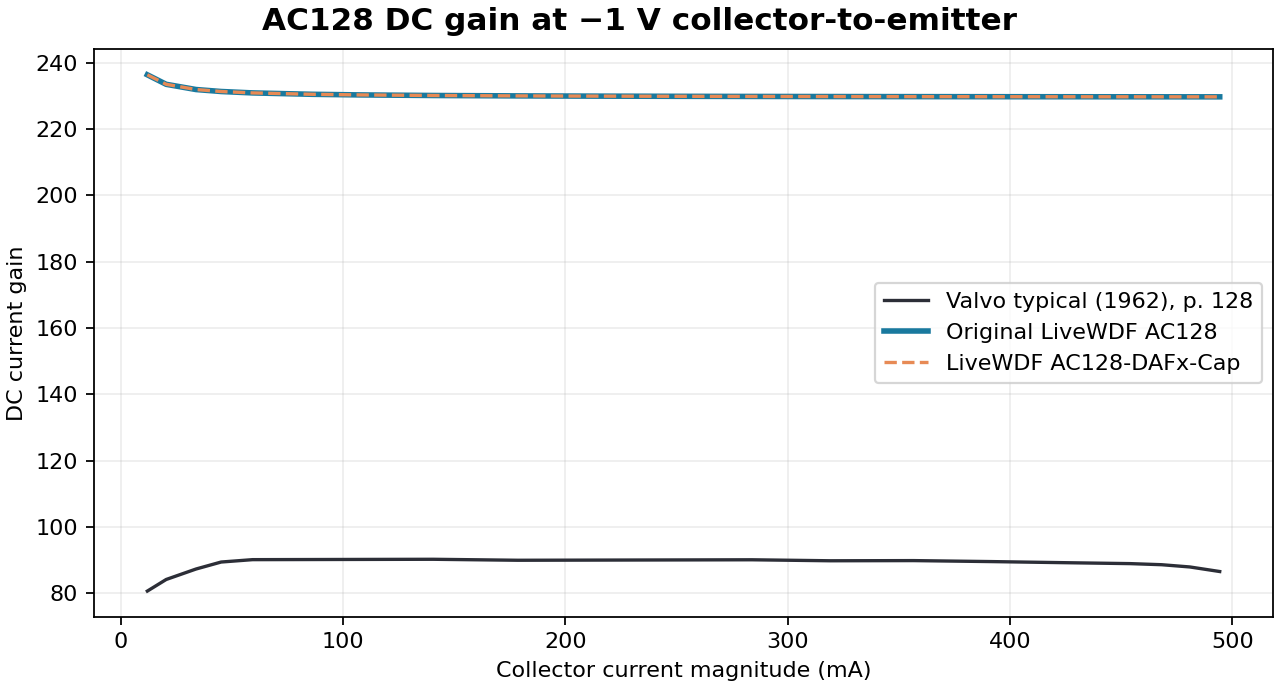 AC128 DC gain at −1 V collector-to-emitter
240
220
200
180
160
140
120
100
80
DC current gain
Valvo typical (1962), p. 128
Original LiveWDF AC128
LiveWDF AC128-DAFx-Cap
0
100
200
300
400
500
Collector current magnitude (mA)